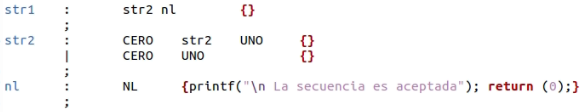 str1 : str2 nl {}
;
str2 : CERO str2 UNO {}
| CERO UNO {}
;
nl : NL {printf("\n La secuencia es aceptada"); return (0);}
;